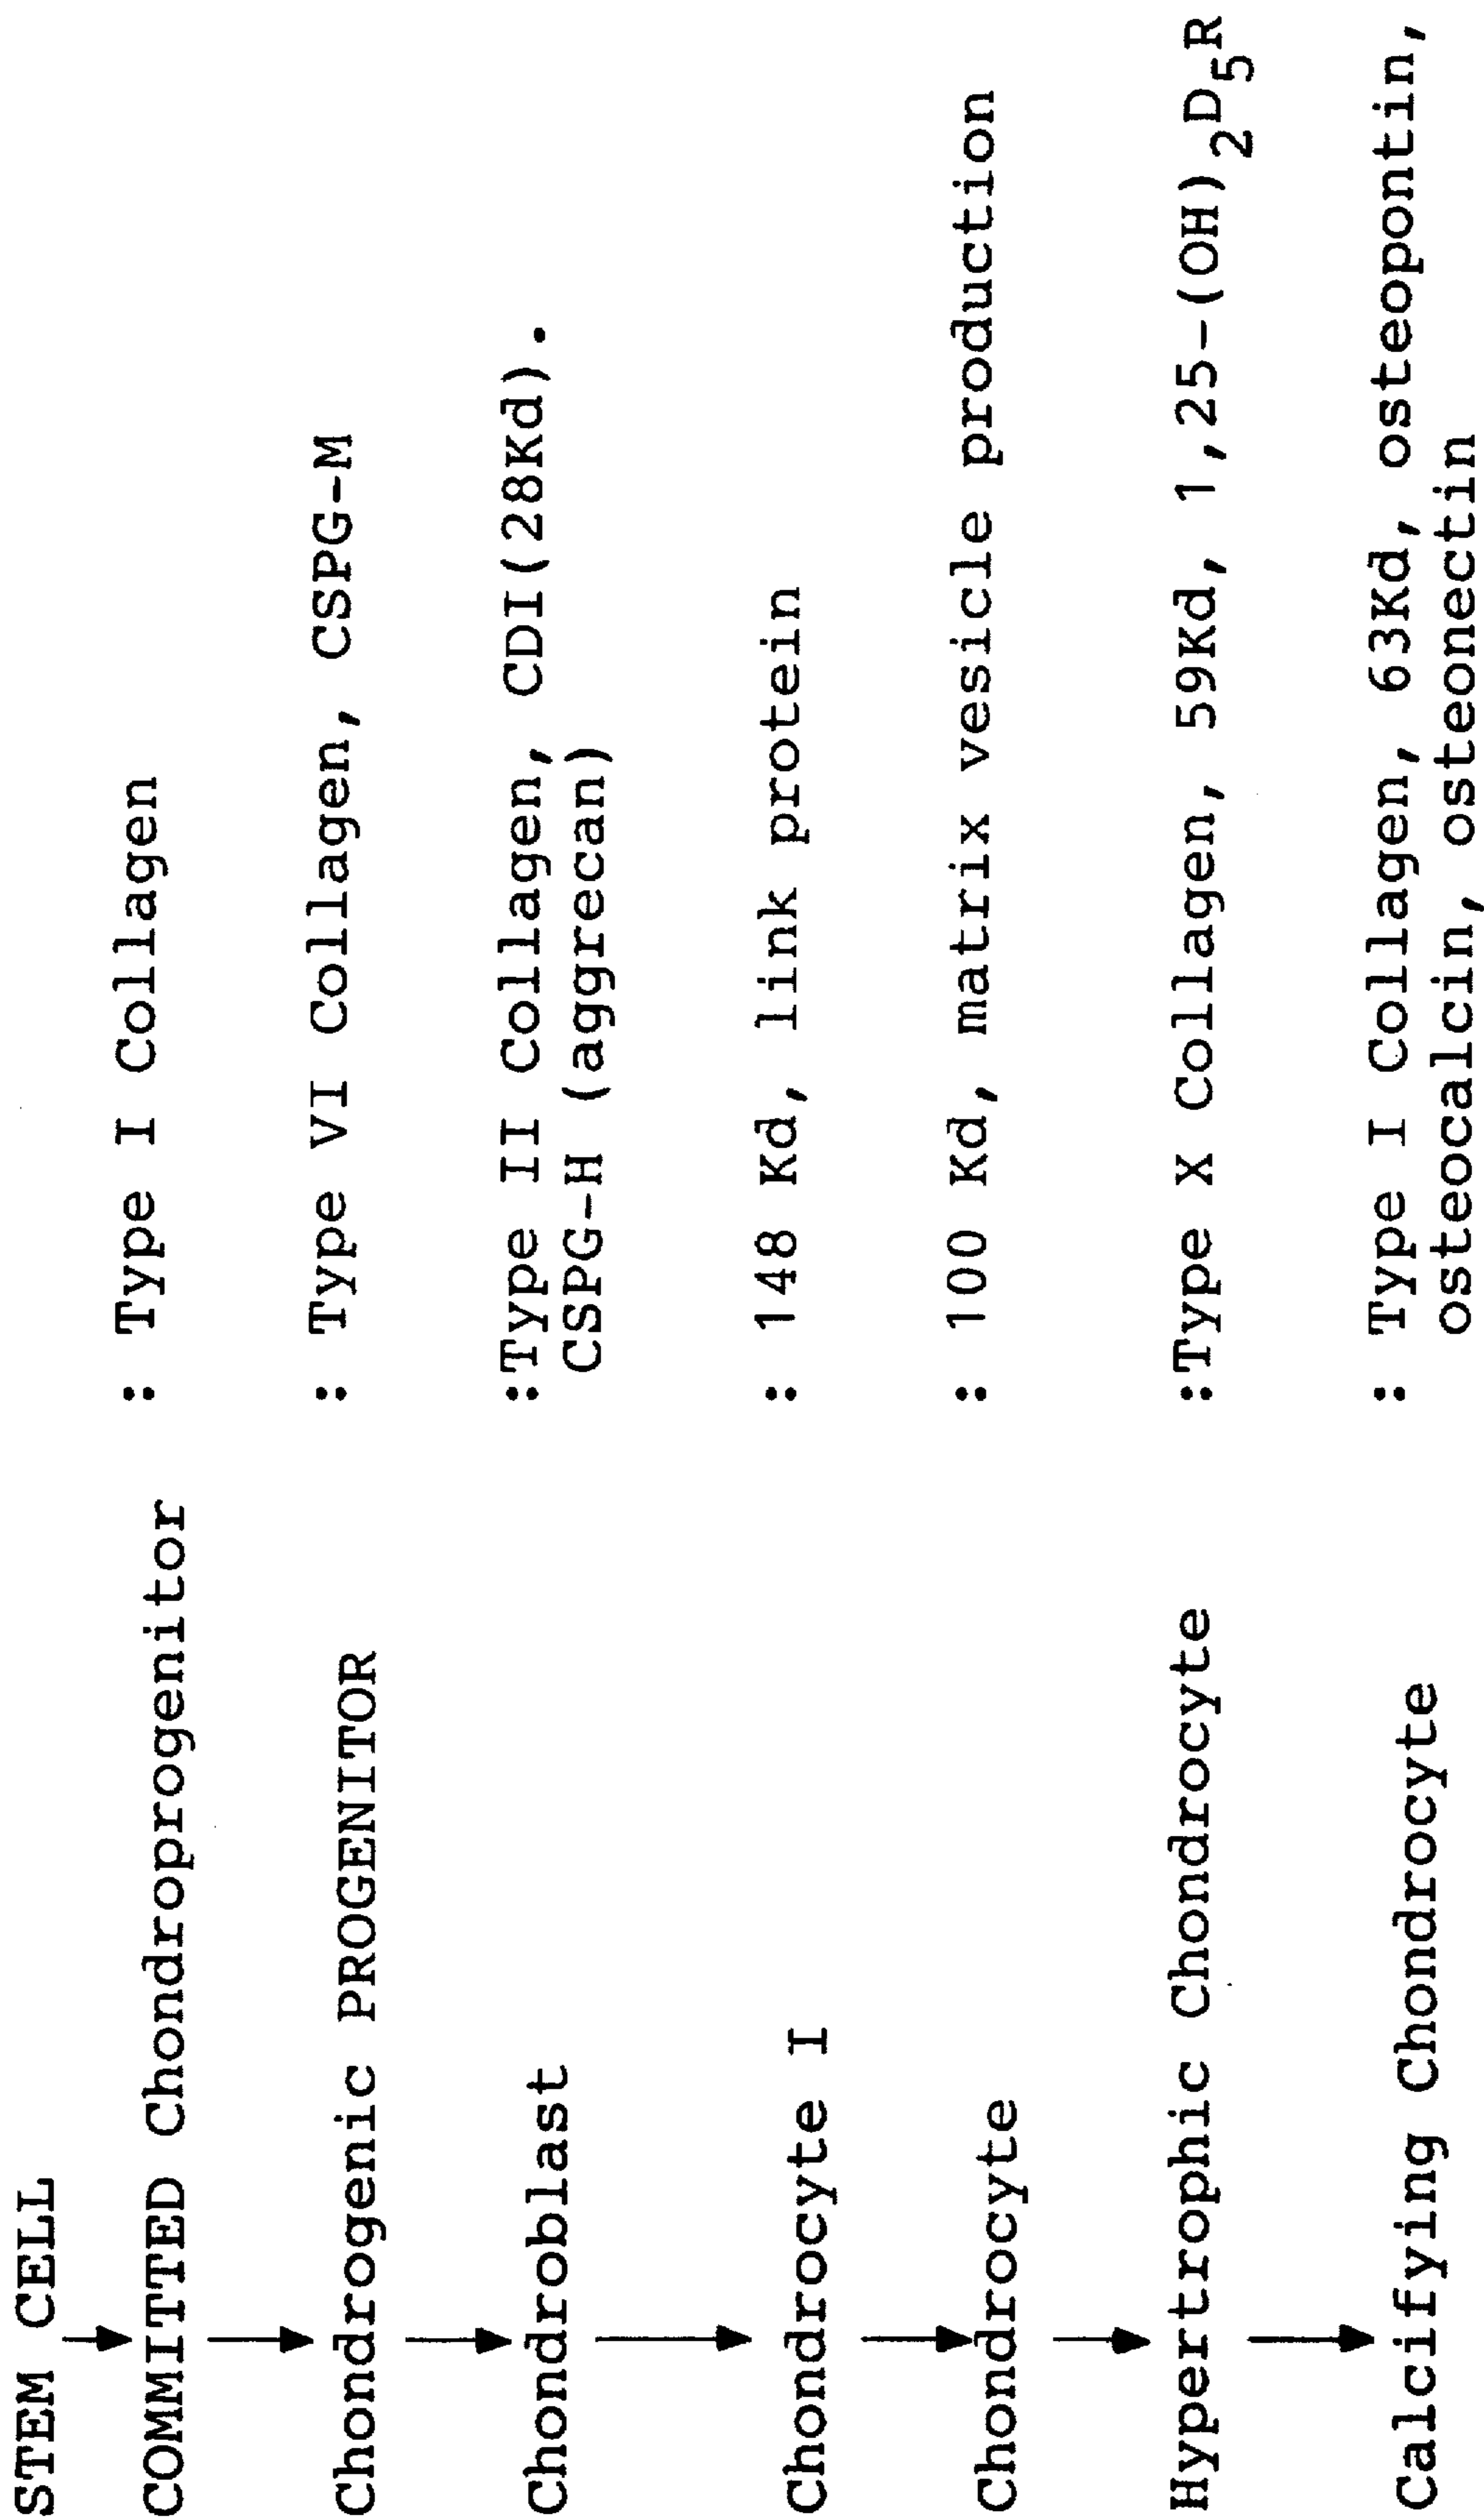 STEM CELL
COMMITTED Chondroprogenitor : Type I Collagen
Chondrogenic PROGENITOR : Type VI Collagen, CSPG-M
Chondroblast :Type II Collagen, CDI(28Kd).
CSPG-H (aggrecan)
Chondrocyte I : 148 Kd, link protein
Chondrocyte : 100 Kd, matrix vesicle production
Hypertrophic Chondrocyte :Type X Collagen, 59Kd, 1,25-(OH)2D5R
Calcifying Chondrocyte : Type I Collagen, 63Kd, osteopontin,
osteocalcin, osteonectin